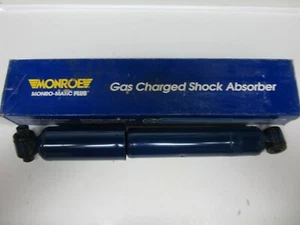 MONROE
MONRO-MATIC PLUS
Gas Charged Shock Absorber